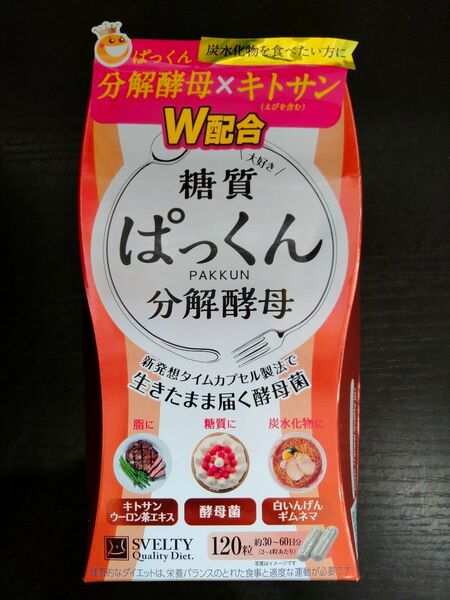 炭水化物を食べたい方に
ぱっくん
分解酵母×キトサン
(えびを含む)
W配合
大好き
糖質
ぱっくん
PAKKUN
分解酵母
新発想タイムカプセル製法で
生きたまま届く酵母菌
脂に 糖質に 炭水化物に
キトサン
ウーロン茶エキス
酵母菌
白いんげん
ギムネマ
SVELTY
Quality Diet.
120粒 約30~60日分
(2~4粒あたり)
写真はイメージです
健康的なダイエットは、栄養バランスのとれた食事と適度な運動が必要です。